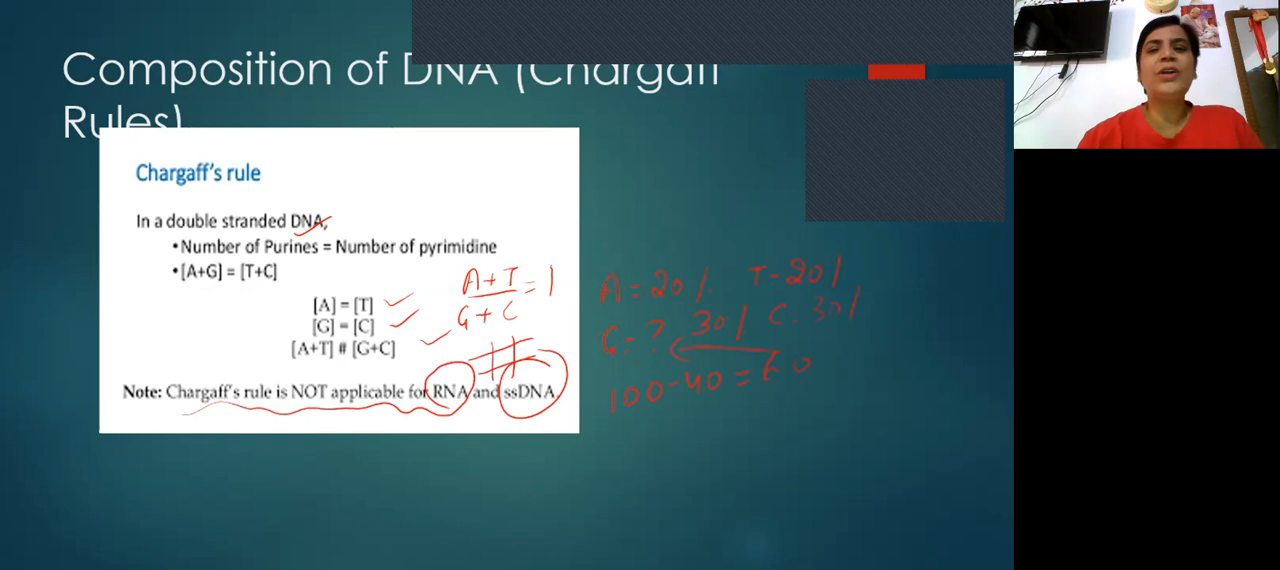 Composition of DNA (Chargaff
Rules)
Chargaff's rule
In a double stranded DNA,
•Number of Purines = Number of pyrimidine
•[A+G] = [T+C]
[A] = [T]
[G] = [C]
[A+T] # [G+C]
Note: Chargaff's rule is NOT applicable for RNA and ssDNA.
A+T
G+C
= 1
A = 20% T-20%
G-? 30% C-30%
100-40=60